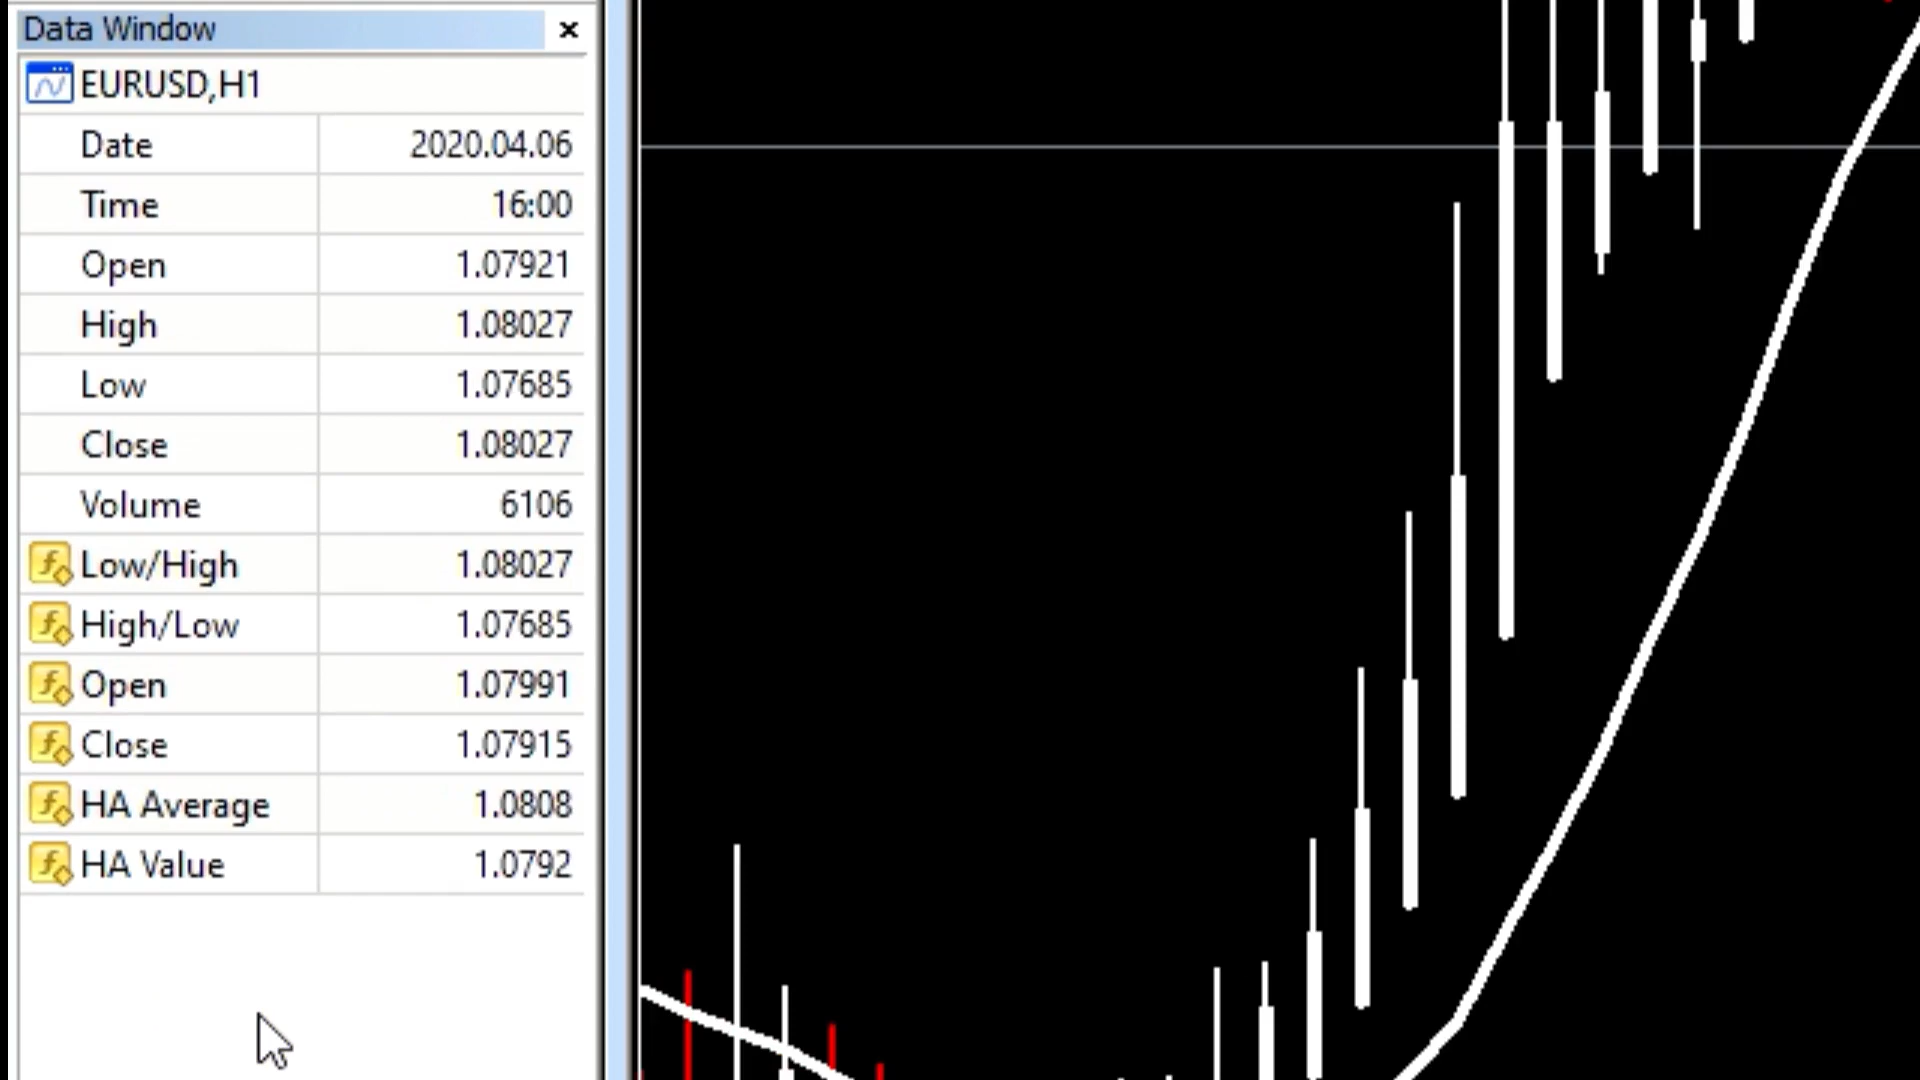 Data Window
EURUSD,H1
Date 2020.04.06
Time 16:00
Open 1.07921
High 1.08027
Low 1.07685
Close 1.08027
Volume 6106
Low/High 1.08027
High/Low 1.07685
Open 1.07991
Close 1.07915
HA Average 1.0808
HA Value 1.0792